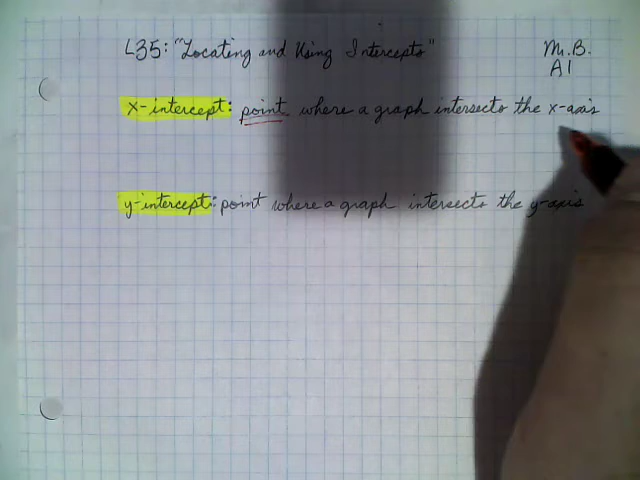 L35: "Locating and Using Intercepts"
M.B.
A1
x-intercept: point where a graph intersects the x-axis
y-intercept: point where a graph intersects the y-axis